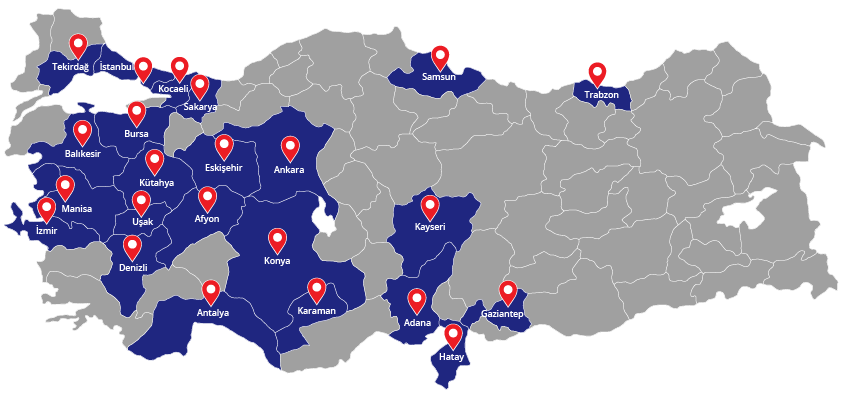 Tekirdağ
İstanbul
Kocaeli
Sakarya
Samsun
Trabzon
Bursa
Balıkesir
Eskişehir
Ankara
Kütahya
Manisa
Uşak
Afyon
İzmir
Kayseri
Denizli
Konya
Antalya
Karaman
Adana
Gaziantep
Hatay